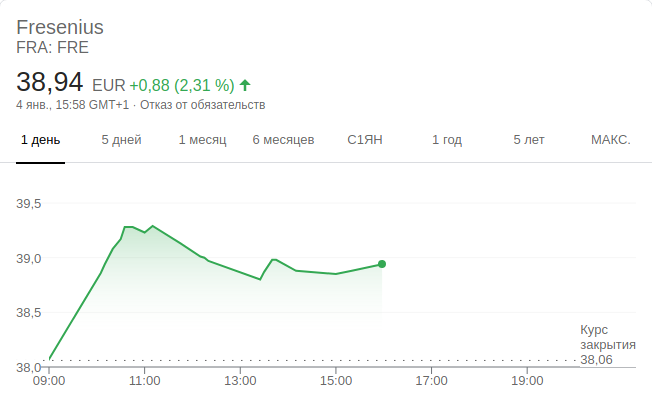 Fresenius
FRA: FRE
38,94 EUR +0,88 (2,31 %)
4 янв., 15:58 GMT+1 · Отказ от обязательств
1 день 5 дней 1 месяц 6 месяцев С1ЯН 1 год 5 лет МАКС.
39,5
39,0
38,5
38,0
Курс
закрытия
38,06
09:00 11:00 13:00 15:00 17:00 19:00